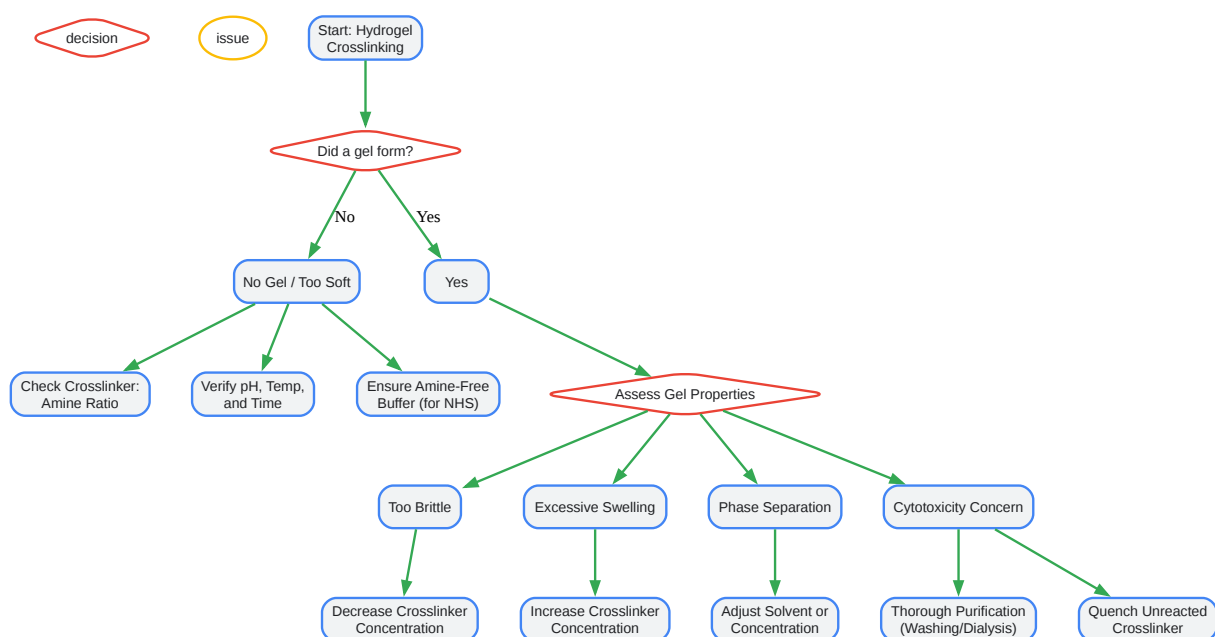 decision
issue
Start: Hydrogel
Crosslinking
Did a gel form?
No
Yes
No Gel / Too Soft
Yes
Check Crosslinker:
Amine Ratio
Verify pH, Temp,
and Time
Ensure Amine-Free
Buffer (for NHS)
Assess Gel Properties
Too Brittle
Excessive Swelling
Phase Separation
Cytotoxicity Concern
Decrease Crosslinker
Concentration
Increase Crosslinker
Concentration
Adjust Solvent or
Concentration
Thorough Purification
(Washing/Dialysis)
Quench Unreacted
Crosslinker